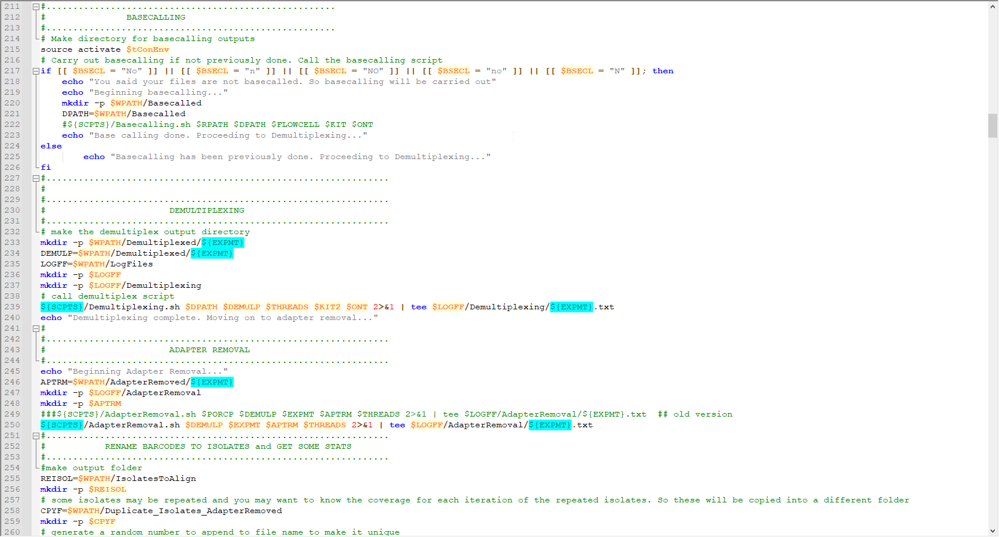 211 #......................................................
212 #               BASECALLING
213 #......................................................
214 # Make directory for basecalling outputs
215 source activate $tConEnv
216 # Carry out basecalling if not previously done. Call the basecalling script
217 if [[ $BSECL = "No" ]] || [[ $BSECL = "n" ]] || [[ $BSECL = "NO" ]] || [[ $BSECL = "no" ]] || [[ $BSECL = "N" ]]; then
218     echo "You said your files are not basecalled. So basecalling will be carried out"
219     echo "Beginning basecalling..."
220     mkdir -p $WPATH/Basecalled
221     DPATH=$WPATH/Basecalled
222     #${SCPTS}/Basecalling.sh $RPATH $DPATH $FLOWCELL $KIT $ONT
223     echo "Base calling done. Proceeding to Demultiplexing..."
224 else
225         echo "Basecalling has been previously done. Proceeding to Demultiplexing..."
226 fi
227 #................................................................
228 #
229 #................................................................
230 #                       DEMULTIPLEXING
231 #................................................................
232 # make the demultiplex output directory
233 mkdir -p $WPATH/Demultiplexed/${EXPMT}
234 DEMULP=$WPATH/Demultiplexed/${EXPMT}
235 LOGFF=$WPATH/LogFiles
236 mkdir -p $LOGFF
237 mkdir -p $LOGFF/Demultiplexing
238 # call demultiplex script
239 ${SCPTS}/Demultiplexing.sh $DPATH $DEMULP $THREADS $KIT2 $ONT 2>&1 | tee $LOGFF/Demultiplexing/${EXPMT}.txt
240 echo "Demultiplexing complete. Moving on to adapter removal..."
241 #
242 #................................................................
243 #                       ADAPTER REMOVAL
244 #................................................................
245 echo "Beginning Adapter Removal..."
246 APTRM=$WPATH/AdapterRemoved/${EXPMT}
247 mkdir -p $LOGFF/AdapterRemoval
248 mkdir -p $APTRM
249 ###${SCPTS}/AdapterRemoval.sh $PORCP $DEMULP $EXPMT $APTRM $THREADS 2>&1 | tee $LOGFF/AdapterRemoval/${EXPMT}.txt  ## old version
250 ${SCPTS}/AdapterRemoval.sh $DEMULP $EXPMT $APTRM $THREADS 2>&1 | tee $LOGFF/AdapterRemoval/${EXPMT}.txt
251 #................................................................
252 #           RENAME BARCODES TO ISOLATES and GET SOME STATS
253 #................................................................
254 #make output folder
255 REISOL=$WPATH/IsolatesToAlign
256 mkdir -p $REISOL
257 # some isolates may be repeated and you may want to know the coverage for each iteration of the repeated isolates. So these will be copied into a different folder
258 CPYF=$WPATH/Duplicate_Isolates_AdapterRemoved
259 mkdir -p $CPYF
260 # generate a random number to append to file name to make it unique